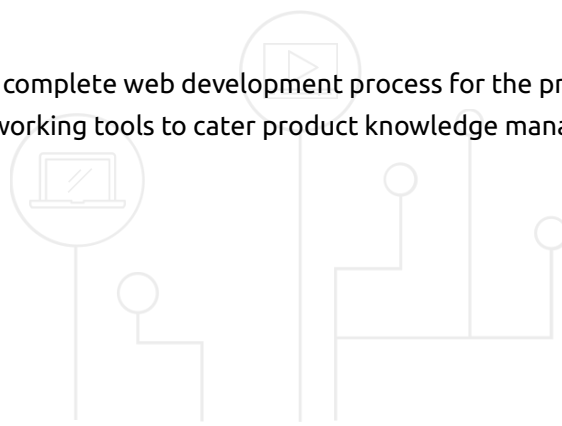 complete web development process for the pr
working tools to cater product knowledge mana